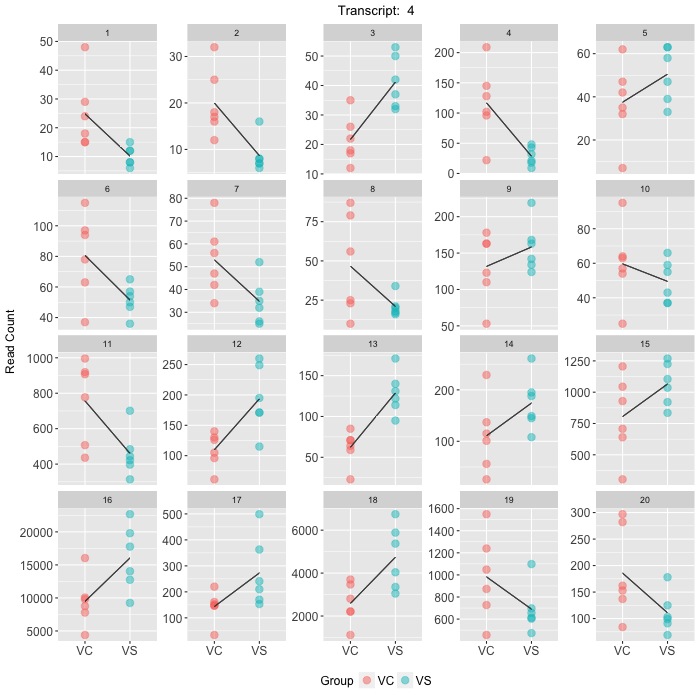 Transcript: 4
1 2 3 4 5
50 40 30 20 10
30 20 10
50 40 30 20 10
200 150 100 50 0
60 40 20
6 7 8 9 10
100 80 60 40
80 70 60 50 40 30
75 50 25
200 150 100 50
80 60 40
Read Count
11 12 13 14 15
1000 800 600 400
250 200 150 100
150 100 50
200 100
1250 1000 750 500
16 17 18 19 20
20000 15000 10000 5000
500 400 300 200 100
6000 4000 2000
1600 1400 1200 1000 800 600
300 200 100
VC VS VC VS VC VS VC VS VC VS
Group VC VS